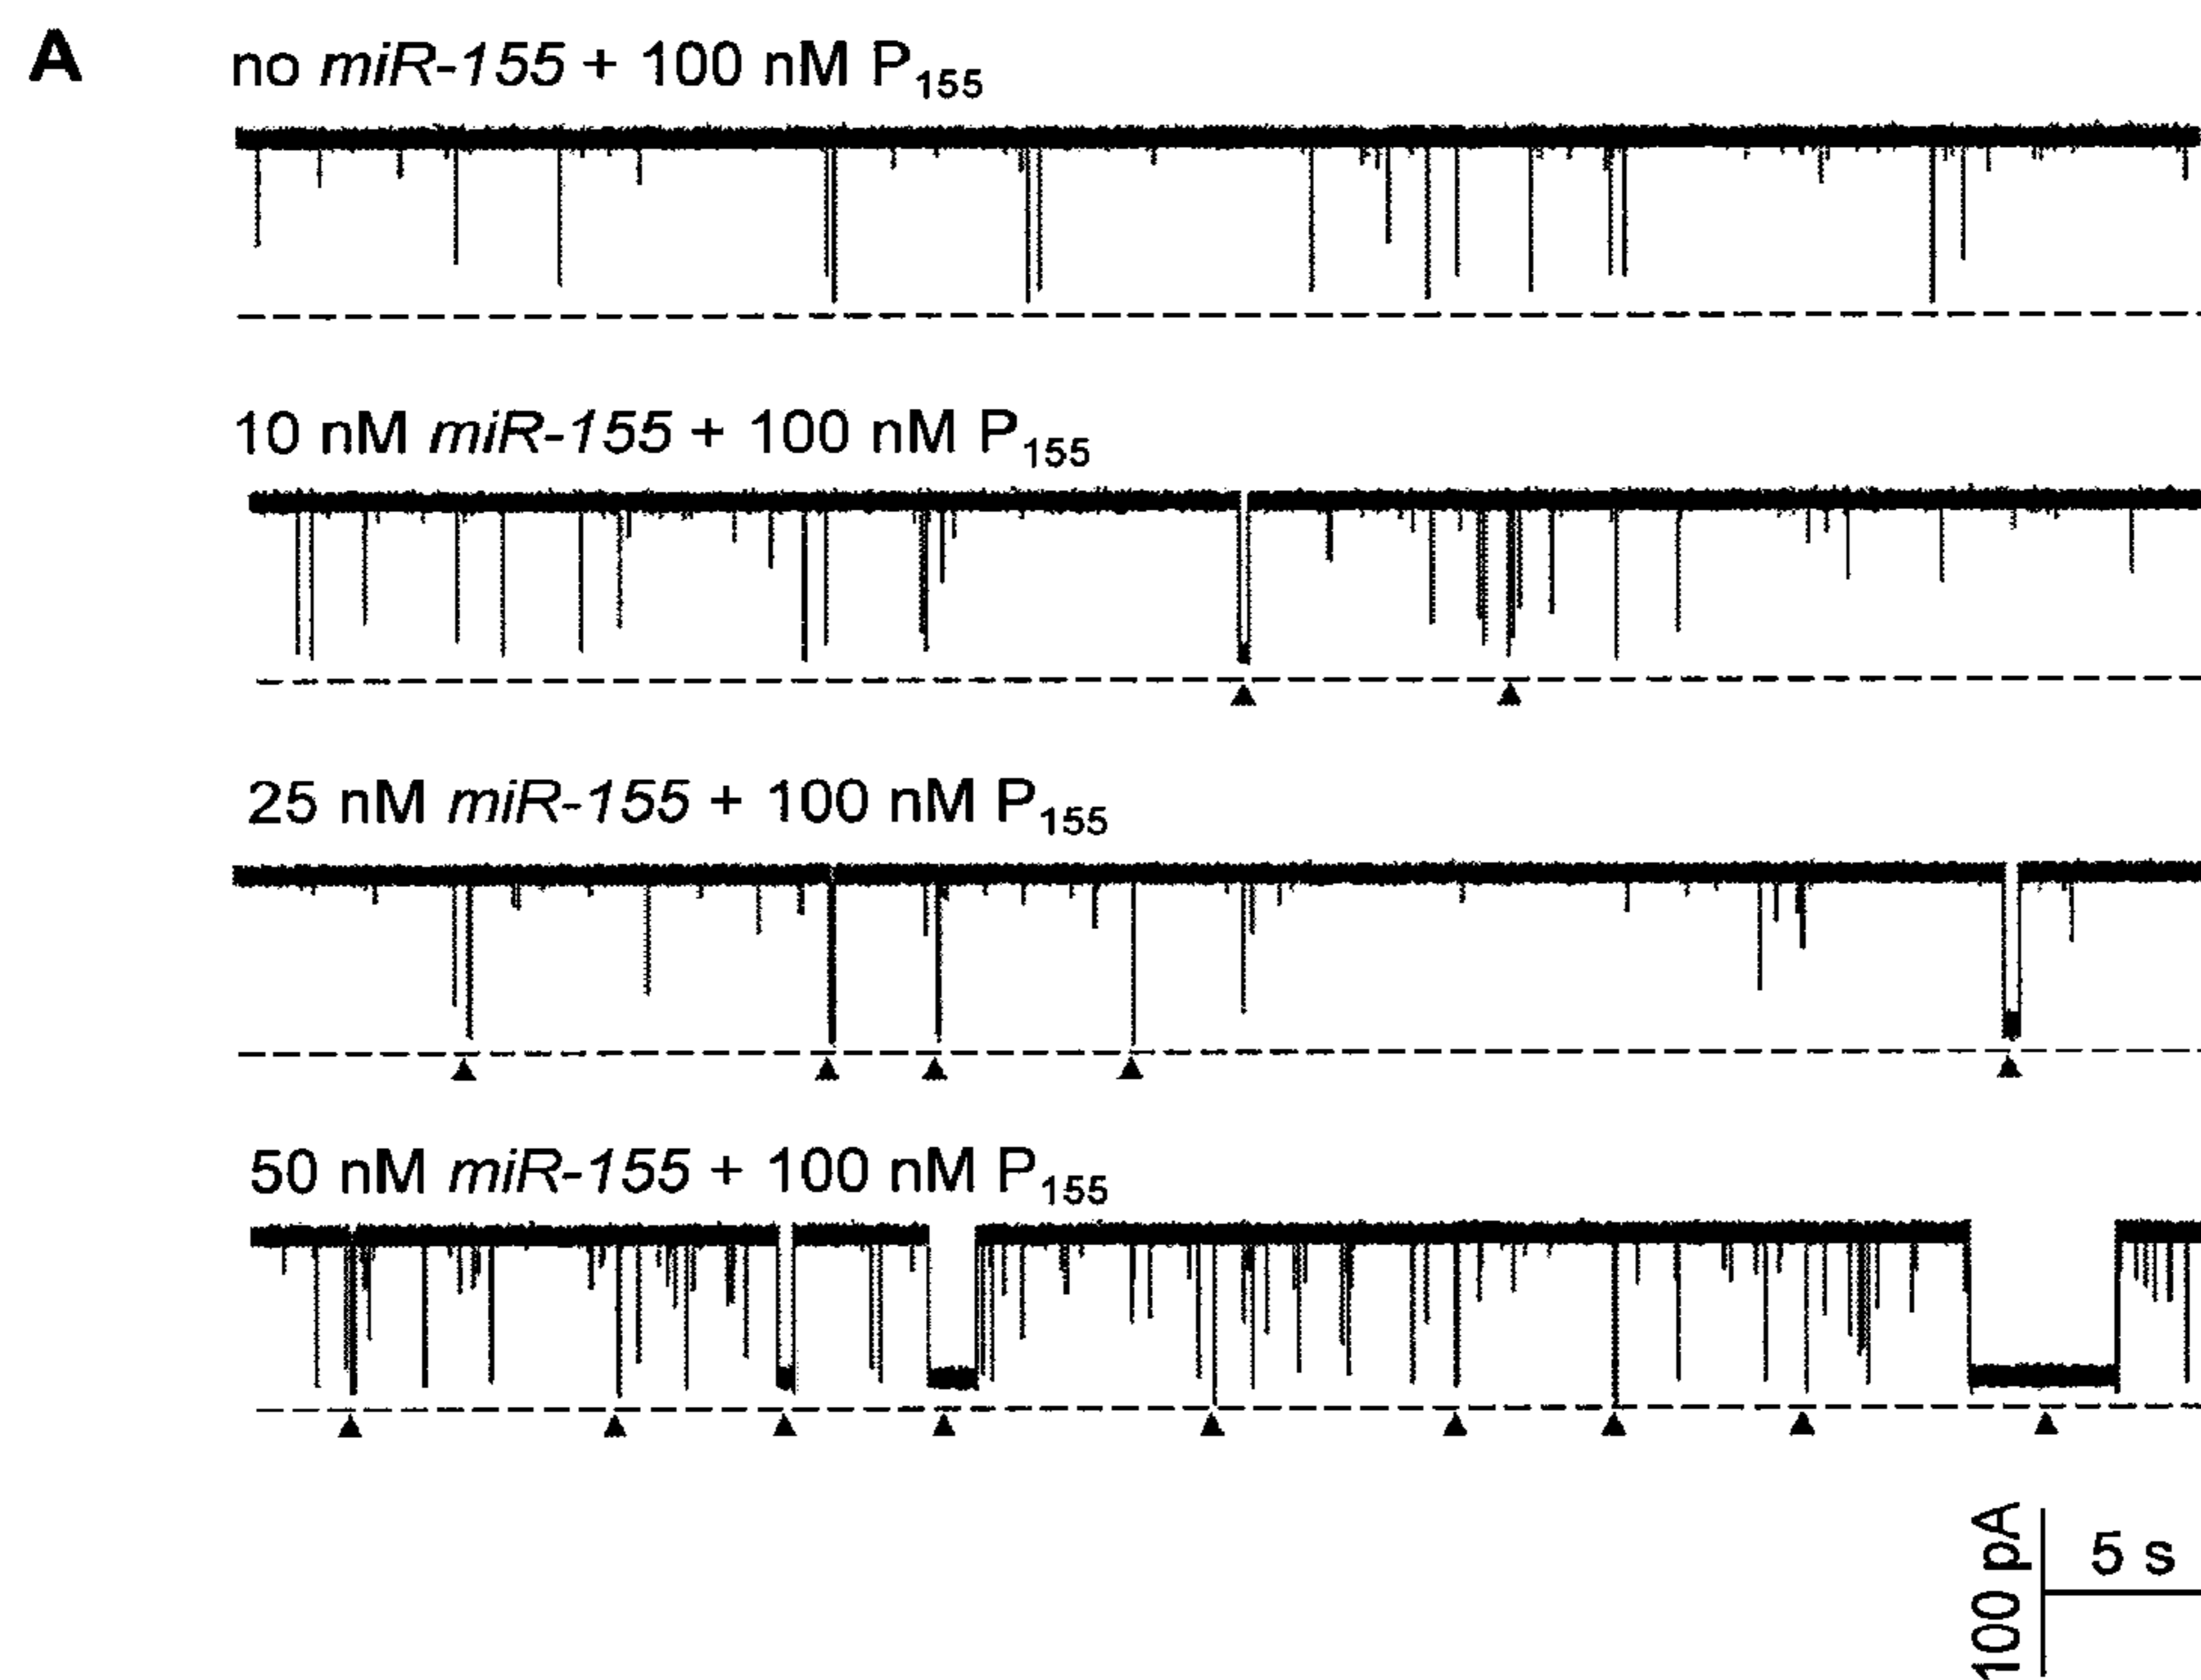 A
no miR-155 + 100 nM P155
10 nM miR-155 + 100 nM P155
25 nM miR-155 + 100 nM P155
50 nM miR-155 + 100 nM P155
100 pA
5 s